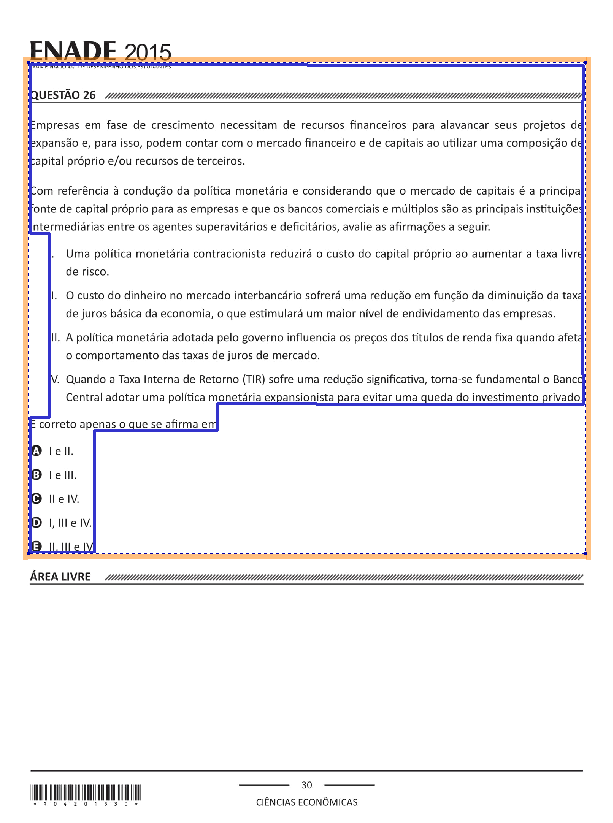 ENADE 2015
QUESTÃO 26
Empresas em fase de crescimento necessitam de recursos financeiros para alavancar seus projetos de
expansão e, para isso, podem contar com o mercado financeiro e de capitais ao utilizar uma composição de
capital próprio e/ou recursos de terceiros.
Com referência à condução da política monetária e considerando que o mercado de capitais é a principal
fonte de capital próprio para as empresas e que os bancos comerciais e múltiplos são as principais instituições
intermediárias entre os agentes superavitários e deficitários, avalie as afirmações a seguir.
I. Uma política monetária contracionista reduzirá o custo do capital próprio ao aumentar a taxa livre
de risco.
II. O custo do dinheiro no mercado interbancário sofrerá uma redução em função da diminuição da taxa
de juros básica da economia, o que estimulará um maior nível de endividamento das empresas.
III. A política monetária adotada pelo governo influencia os preços dos títulos de renda fixa quando afeta
o comportamento das taxas de juros de mercado.
IV. Quando a Taxa Interna de Retorno (TIR) sofre uma redução significativa, torna-se fundamental o Banco
Central adotar uma política monetária expansionista para evitar uma queda do investimento privado.
É correto apenas o que se afirma em
A I e II.
B I e III.
C II e IV.
D I, III e IV.
E II, III e IV.
ÁREA LIVRE
30
CIÊNCIAS ECONÔMICAS